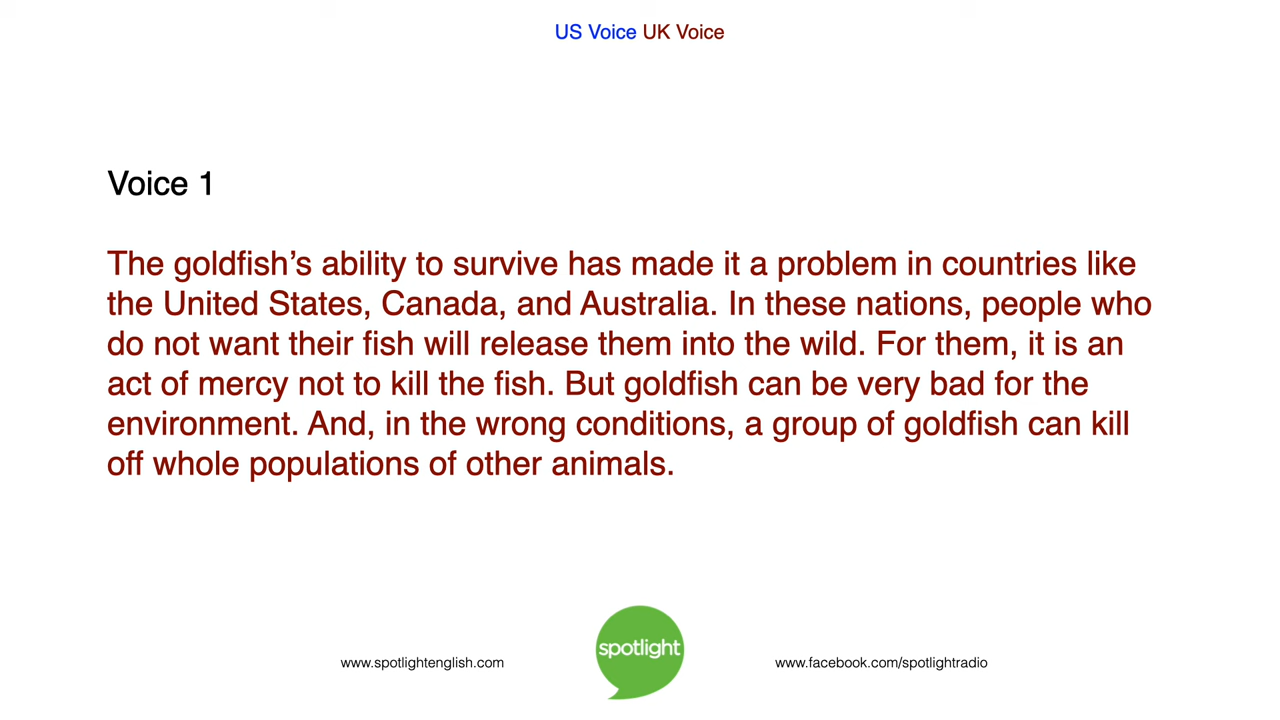 US Voice UK Voice
Voice 1
The goldfish’s ability to survive has made it a problem in countries like
the United States, Canada, and Australia. In these nations, people who
do not want their fish will release them into the wild. For them, it is an
act of mercy not to kill the fish. But goldfish can be very bad for the
environment. And, in the wrong conditions, a group of goldfish can kill
off whole populations of other animals.
spotlight
www.spotlightenglish.com
www.facebook.com/spotlightradio